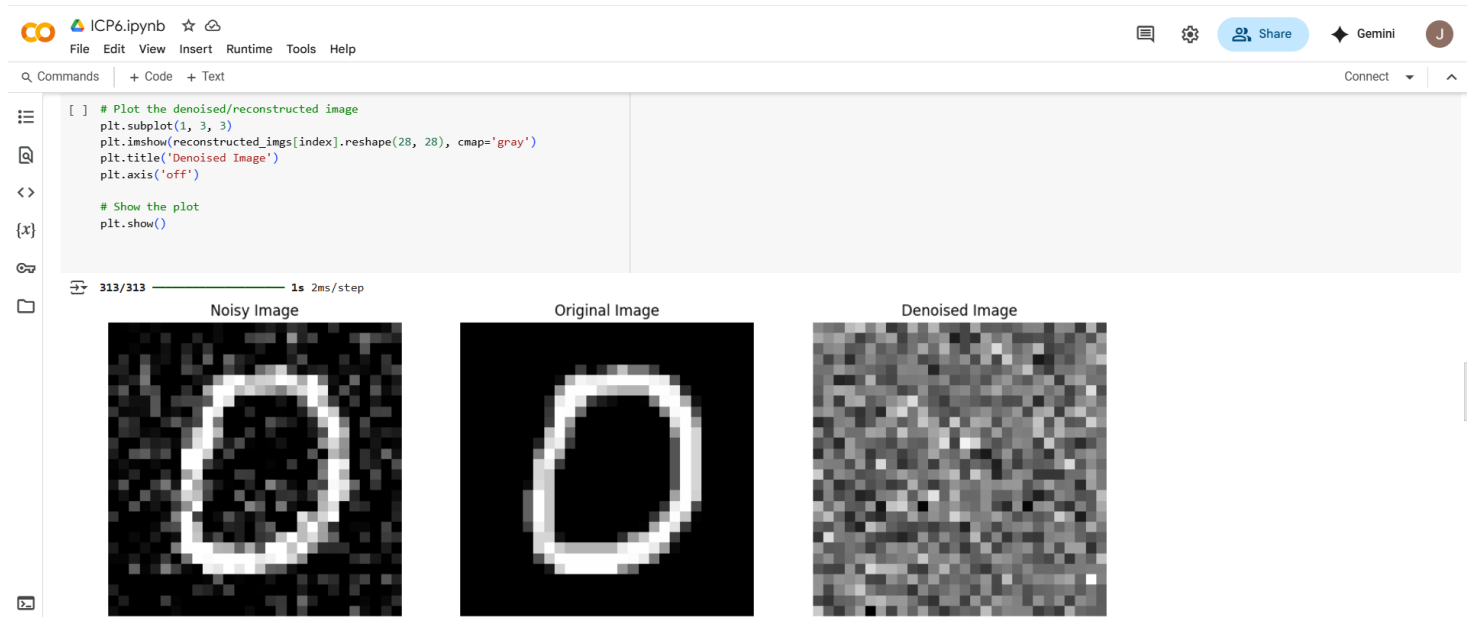 ICP6.ipynb
File Edit View Insert Runtime Tools Help
Share
Gemini
J
Commands + Code + Text
Connect
[ ] # Plot the denoised/reconstructed image
plt.subplot(1, 3, 3)
plt.imshow(reconstructed_imgs[index].reshape(28, 28), cmap='gray')
plt.title('Denoised Image')
plt.axis('off')
# Show the plot
plt.show()
{x}
313/313 1s 2ms/step
Noisy Image Original Image Denoised Image